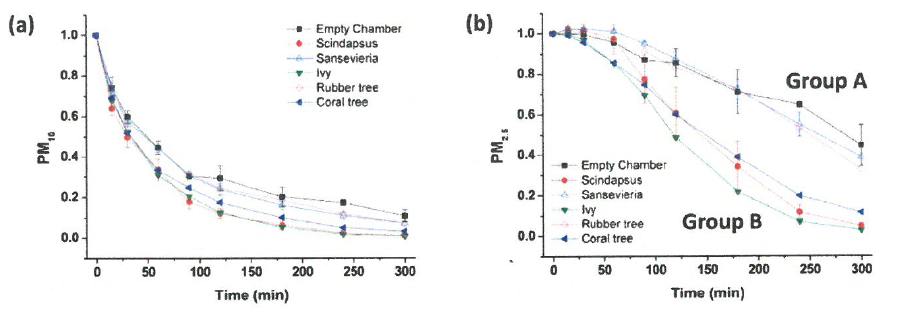 (a)
Empty Chamber
Scindapsus
Sansevieria
Ivy
Rubber tree
Coral tree
PM10
1.0
0.8
0.6
0.4
0.2
0.0
0 50 100 150 200 250 300
Time (min)
(b)
Group A
Group B
Empty Chamber
Scindapsus
Sansevieria
Ivy
Rubber tree
Coral tree
PM2.5
1.0
0.8
0.6
0.4
0.2
0.0
0 50 100 150 200 250 300
Time (min)